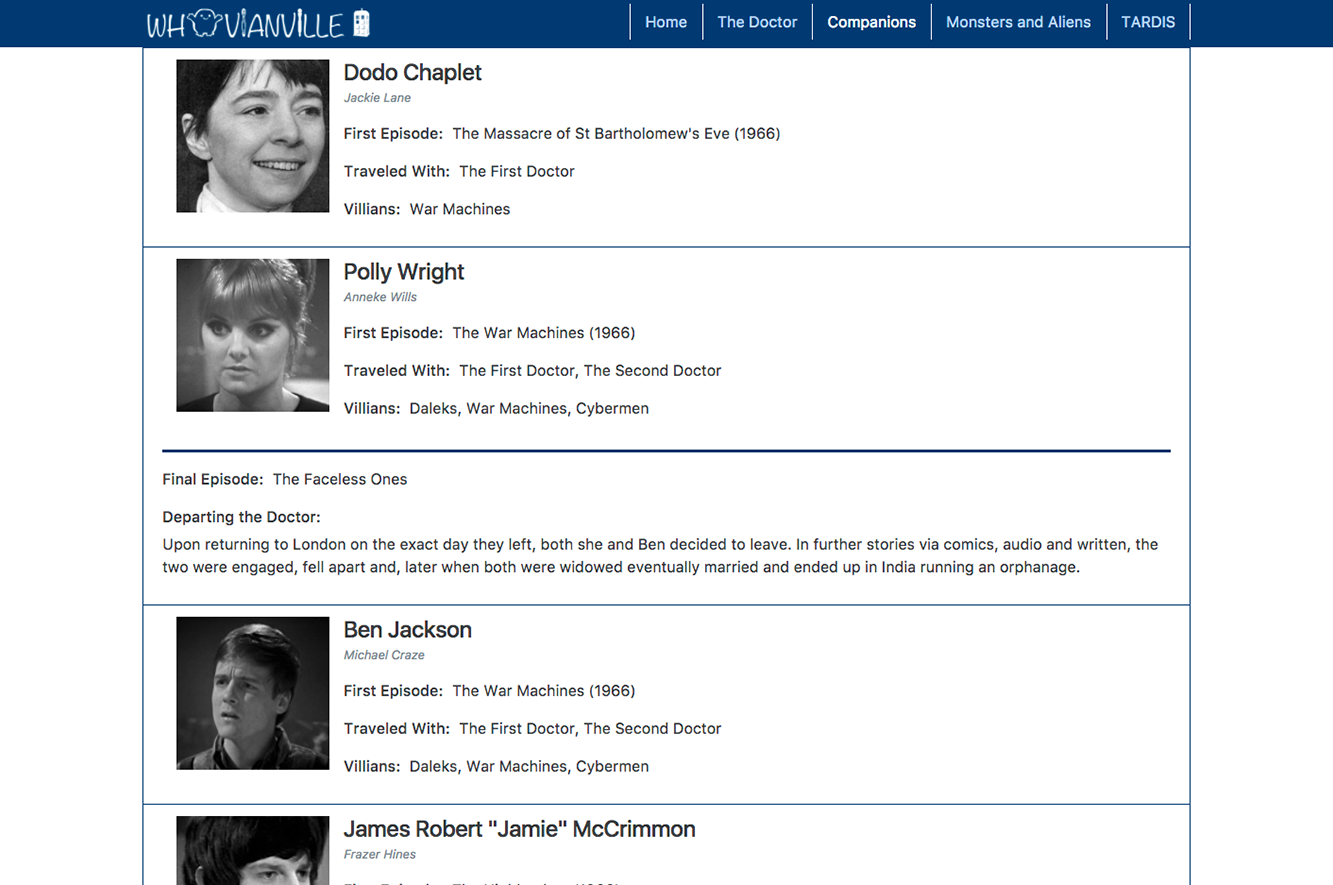 WHOVIANVILLE
Home
The Doctor
Companions
Monsters and Aliens
TARDIS
Dodo Chaplet
Jackie Lane
First Episode: The Massacre of St Bartholomew's Eve (1966)
Traveled With: The First Doctor
Villians: War Machines
Polly Wright
Anneke Wills
First Episode: The War Machines (1966)
Traveled With: The First Doctor, The Second Doctor
Villians: Daleks, War Machines, Cybermen
Final Episode: The Faceless Ones
Departing the Doctor:
Upon returning to London on the exact day they left, both she and Ben decided to leave. In further stories via comics, audio and written, the
two were engaged, fell apart and, later when both were widowed eventually married and ended up in India running an orphanage.
Ben Jackson
Michael Craze
First Episode: The War Machines (1966)
Traveled With: The First Doctor, The Second Doctor
Villians: Daleks, War Machines, Cybermen
James Robert "Jamie" McCrimmon
Frazer Hines